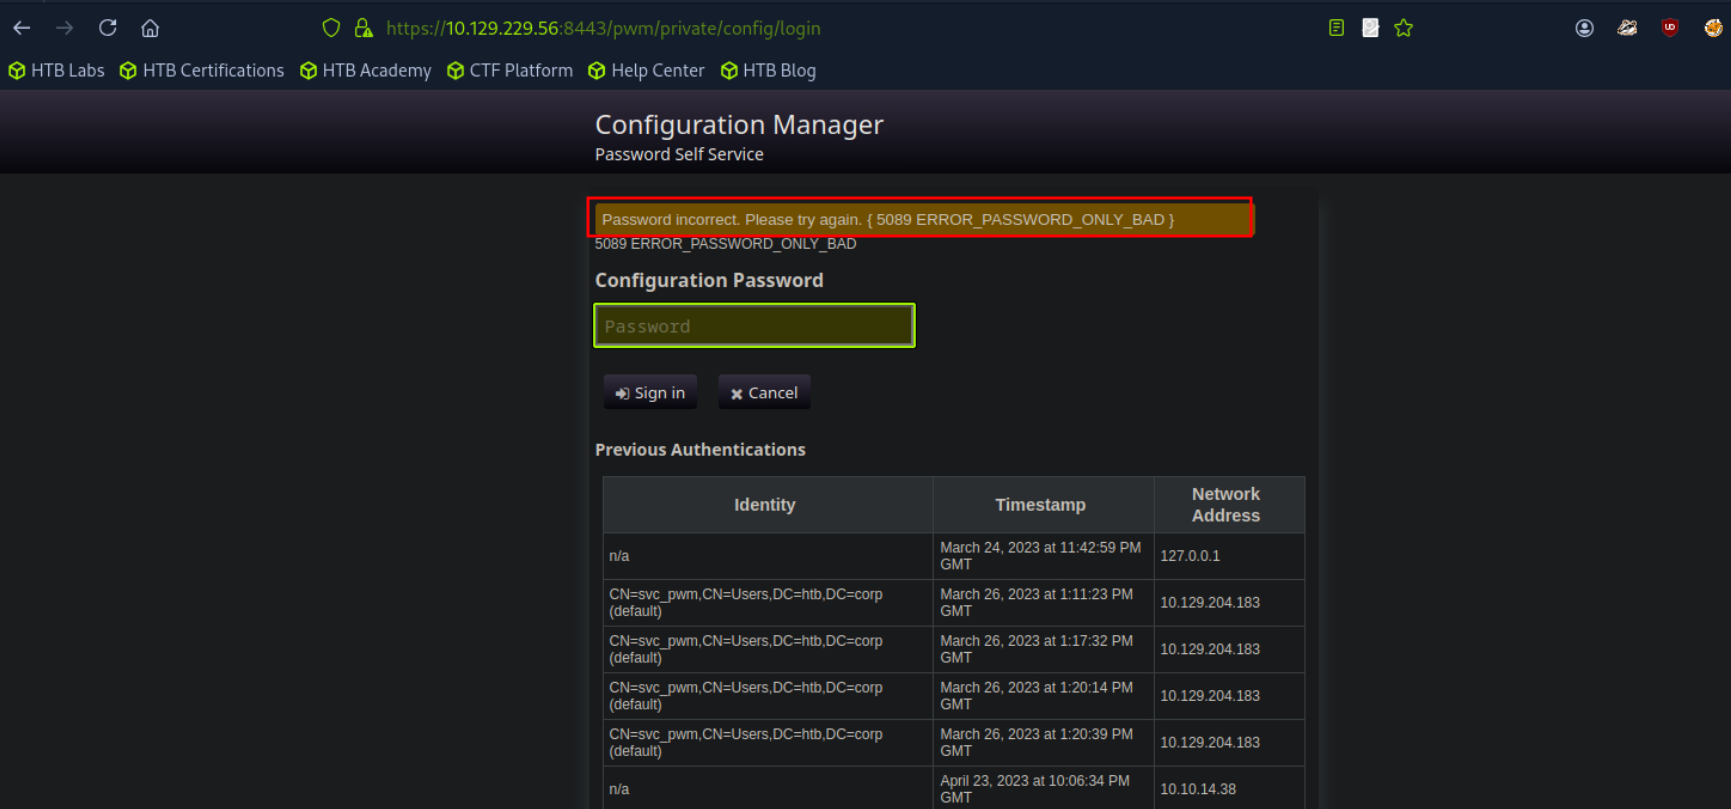 https://10.129.229.56:8443/pwm/private/config/login
HTB Labs HTB Certifications HTB Academy CTF Platform Help Center HTB Blog
Configuration Manager
Password Self Service
Password incorrect. Please try again. { 5089 ERROR_PASSWORD_ONLY_BAD }
5089 ERROR_PASSWORD_ONLY_BAD
Configuration Password
Password
Sign in Cancel
Previous Authentications
Identity Timestamp Network Address
n/a March 24, 2023 at 11:42:59 PM GMT 127.0.0.1
CN=svc_pwm,CN=Users,DC=htb,DC=corp (default) March 26, 2023 at 1:11:23 PM GMT 10.129.204.183
CN=svc_pwm,CN=Users,DC=htb,DC=corp (default) March 26, 2023 at 1:17:32 PM GMT 10.129.204.183
CN=svc_pwm,CN=Users,DC=htb,DC=corp (default) March 26, 2023 at 1:20:14 PM GMT 10.129.204.183
CN=svc_pwm,CN=Users,DC=htb,DC=corp (default) March 26, 2023 at 1:20:39 PM GMT 10.129.204.183
n/a April 23, 2023 at 10:06:34 PM GMT 10.10.14.38